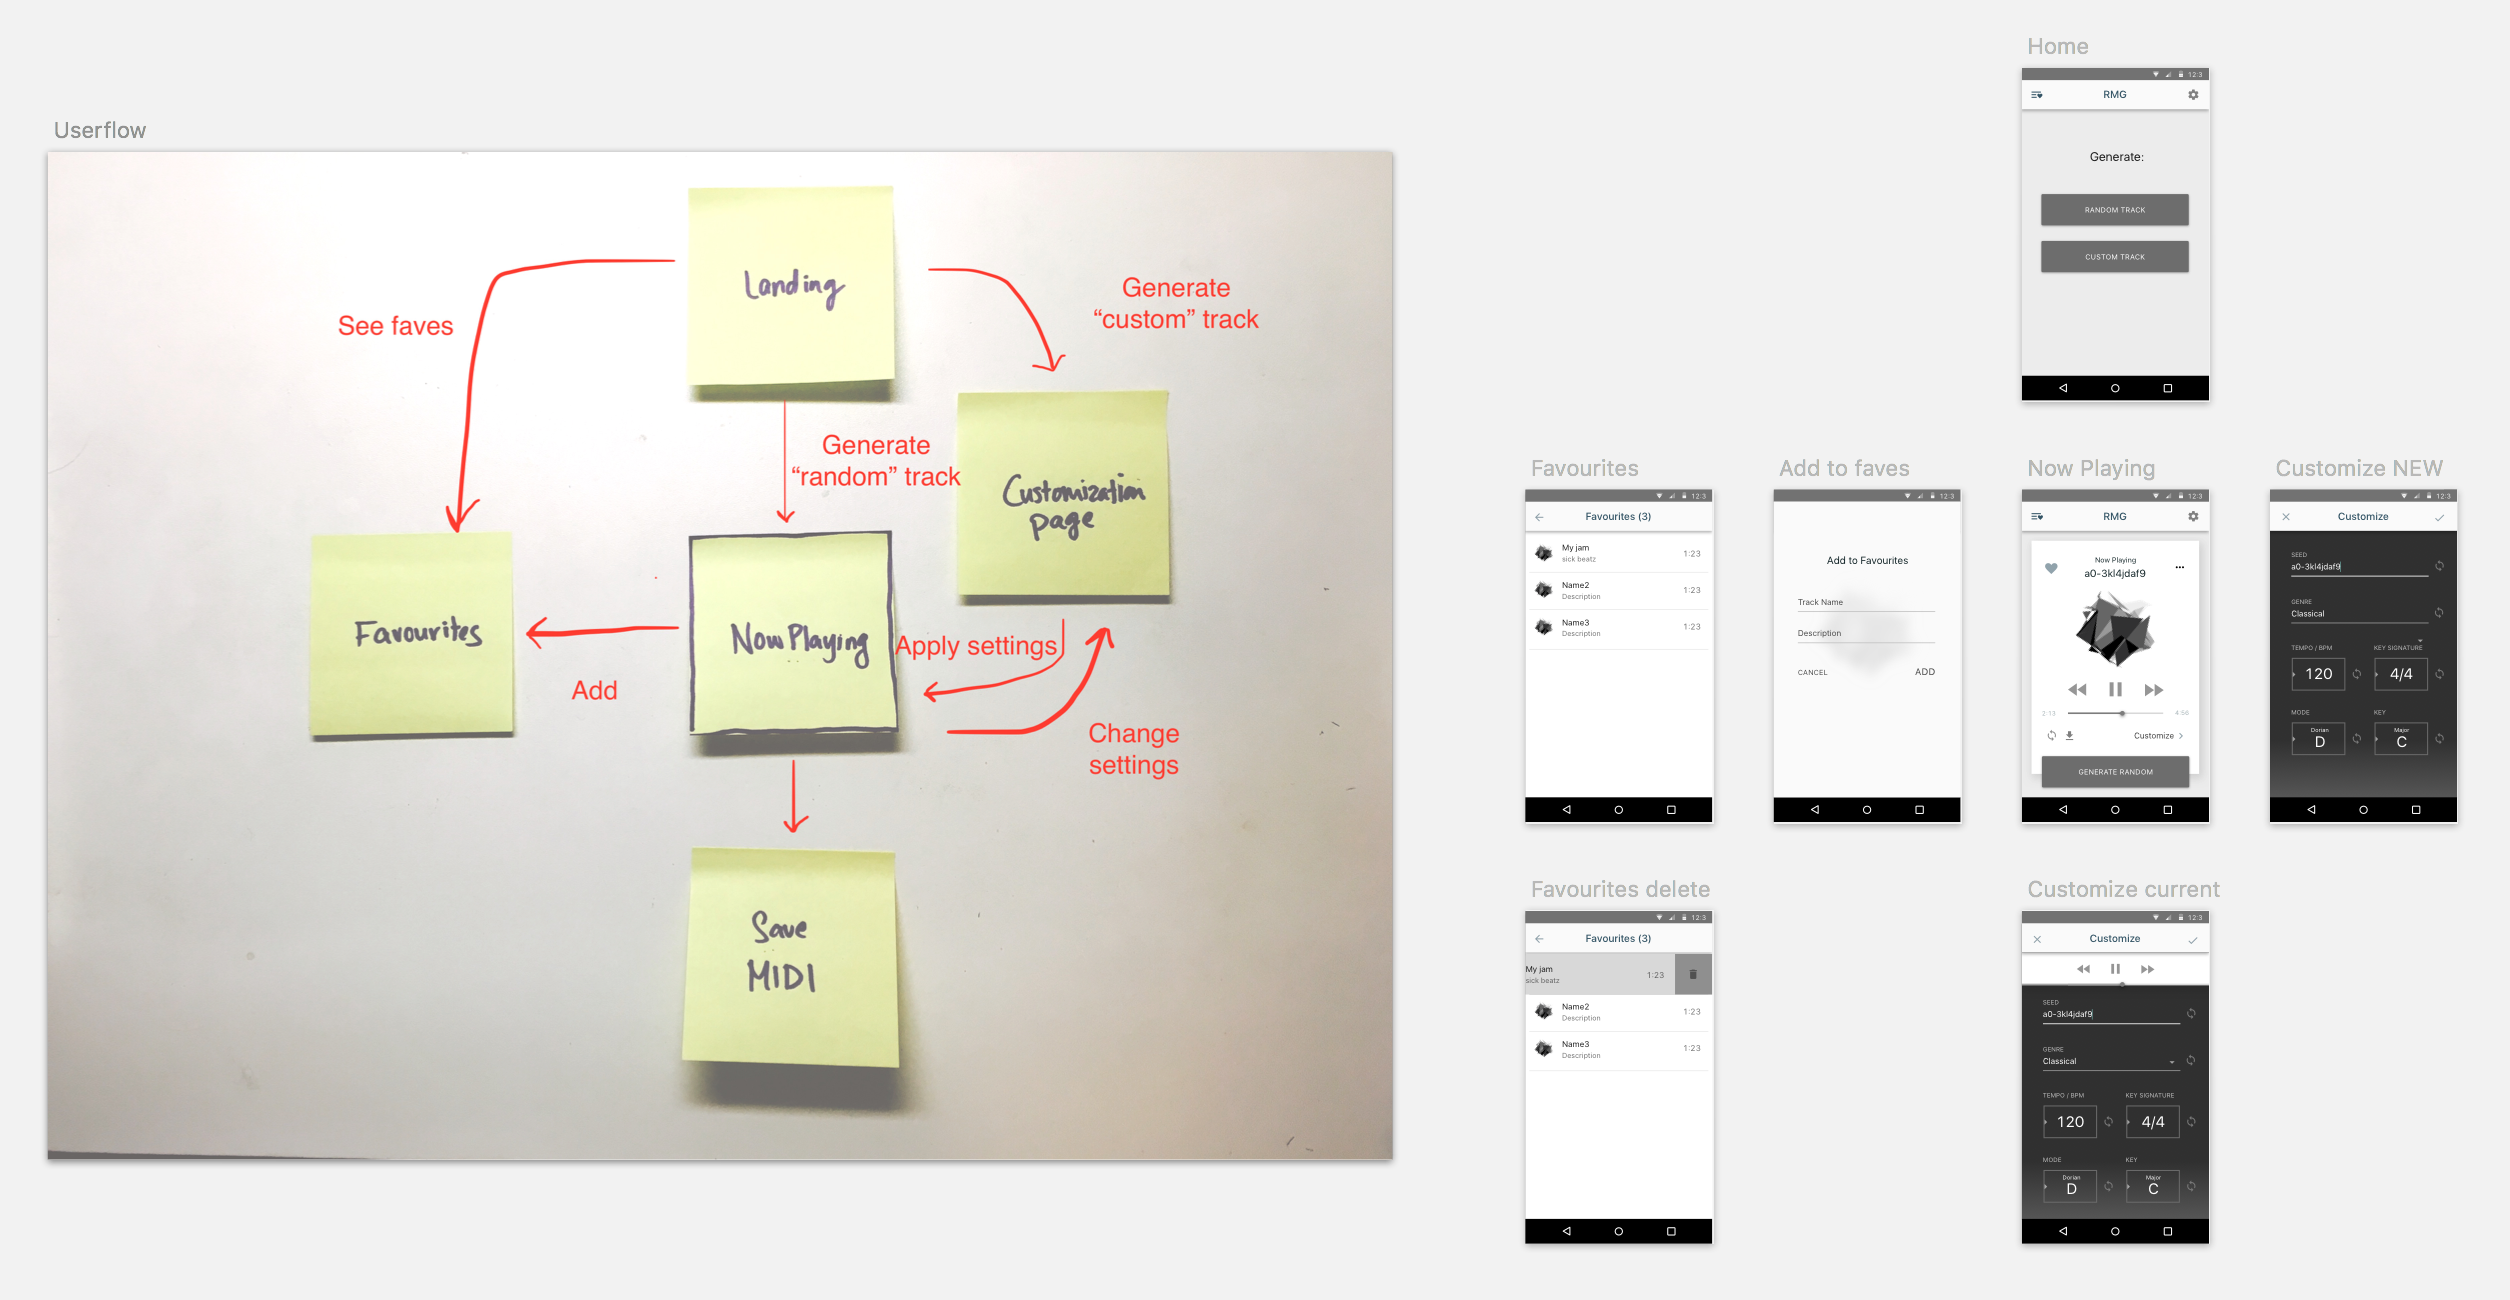 Userflow
Landing
See faves
Generate
“custom” track
Generate
“random” track
Customization
page
Favourites
Now Playing
Apply settings
Add
Change
settings
Save
MIDI
Home
12:3
RMG
Generate:
RANDOM TRACK
CUSTOM TRACK
Favourites
12:3
Favourites (3)
My jam
sick beatz
1:23
Name2
Description
1:23
Name3
Description
1:23
Add to faves
12:3
Add to Favourites
Track Name
Description
CANCEL
ADD
Now Playing
12:3
RMG
Now Playing
a0-3kl4jdaf9
2:13
4:56
Customize
GENERATE RANDOM
Customize NEW
12:3
Customize
SEED
a0-3kl4jdaf9
GENRE
Classical
TEMPO / BPM
KEY SIGNATURE
120
4/4
MODE
KEY
Dorian
D
Major
C
Favourites delete
12:3
Favourites (3)
My jam
sick beatz
1:23
Name2
Description
1:23
Name3
Description
1:23
Customize current
12:3
Customize
SEED
a0-3kl4jdaf9
GENRE
Classical
TEMPO / BPM
KEY SIGNATURE
120
4/4
MODE
KEY
Dorian
D
Major
C